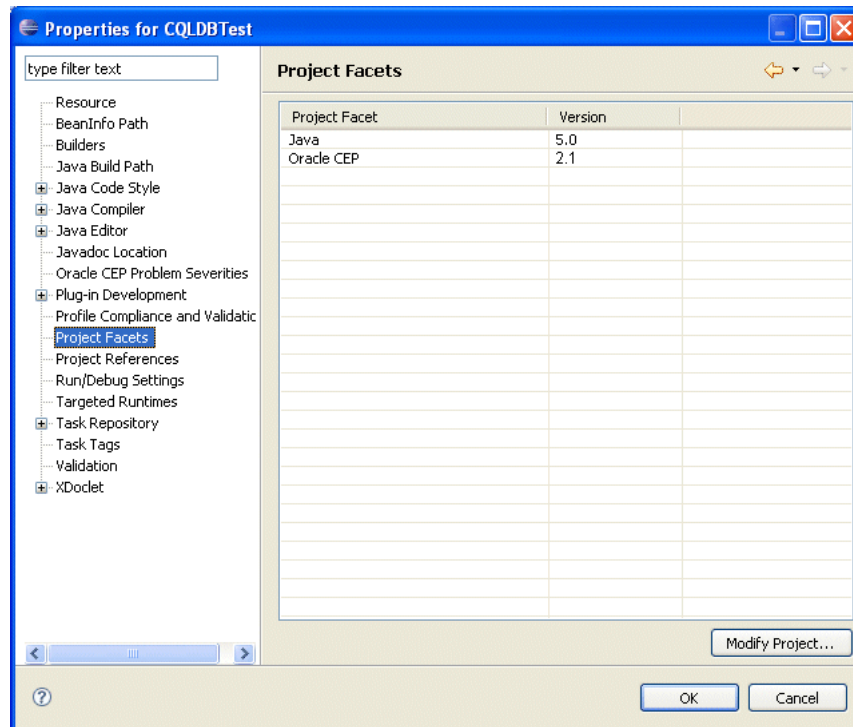 Properties for CQLDBTest
type filter text
Resource
BeanInfo Path
Builders
Java Build Path
Java Code Style
Java Compiler
Java Editor
Javadoc Location
Oracle CEP Problem Severities
Plug-in Development
Profile Compliance and Validatic
Project Facets
Project References
Run/Debug Settings
Targeted Runtimes
Task Repository
Task Tags
Validation
XDoclet
Project Facets
Project Facet Version
Java 5.0
Oracle CEP 2.1
Modify Project...
? OK Cancel